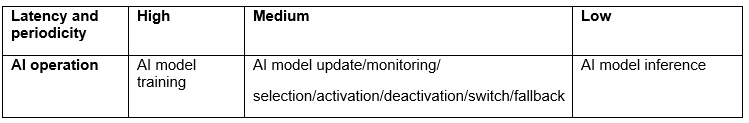 Latency and periodicity High Medium Low
AI operation AI model training AI model update/monitoring/ AI model inference
selection/activation/deactivation/switch/fallback